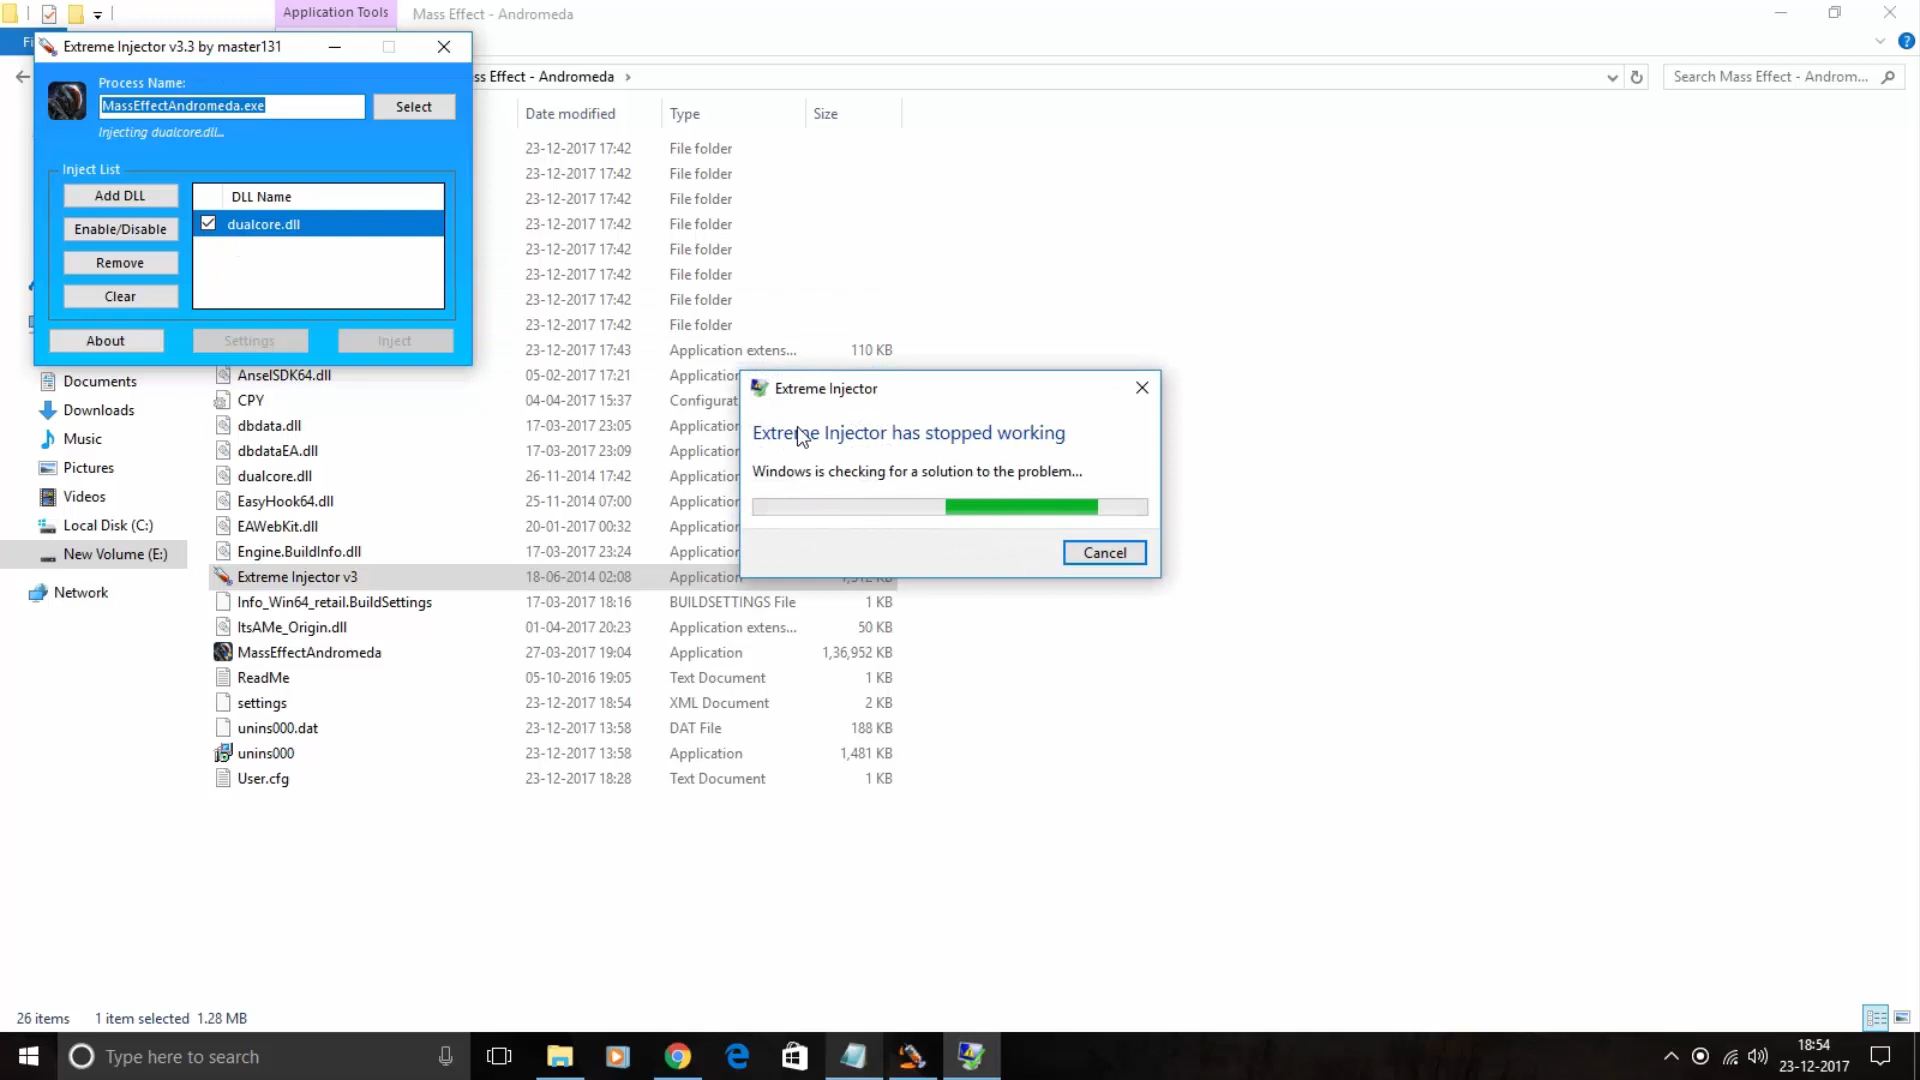 Application Tools
Mass Effect - Andromeda
Extreme Injector v3.3 by master131
Process Name:
MassEffectAndromeda.exe
Select
Injecting dualcore.dll...
Inject List
Add DLL
Enable/Disable
Remove
Clear
DLL Name
dualcore.dll
About
Settings
Inject
ss Effect - Andromeda
Search Mass Effect - Androm...
Date modified
Type
Size
23-12-2017 17:42
File folder
23-12-2017 17:42
File folder
23-12-2017 17:42
File folder
23-12-2017 17:42
File folder
23-12-2017 17:42
File folder
23-12-2017 17:42
File folder
23-12-2017 17:42
File folder
23-12-2017 17:42
File folder
23-12-2017 17:43
Application extens...
110 KB
AnselSDK64.dll
05-02-2017 17:21
Application
CPY
04-04-2017 15:37
Configurat
dbdata.dll
17-03-2017 23:05
Application
dbdataEA.dll
17-03-2017 23:09
Application
dualcore.dll
26-11-2014 17:42
Application
EasyHook64.dll
25-11-2014 07:00
Application
EAWebKit.dll
20-01-2017 00:32
Application
Engine.BuildInfo.dll
17-03-2017 23:24
Application
Extreme Injector v3
18-06-2014 02:08
Application
Info_Win64_retail.BuildSettings
17-03-2017 18:16
BUILDSETTINGS File
1 KB
ItsAMe_Origin.dll
01-04-2017 20:23
Application extens...
50 KB
MassEffectAndromeda
27-03-2017 19:04
Application
1,36,952 KB
ReadMe
05-10-2016 19:05
Text Document
1 KB
settings
23-12-2017 18:54
XML Document
2 KB
unins000.dat
23-12-2017 13:58
DAT File
188 KB
unins000
23-12-2017 13:58
Application
1,481 KB
User.cfg
23-12-2017 18:28
Text Document
1 KB
Documents
Downloads
Music
Pictures
Videos
Local Disk (C:)
New Volume (E:)
Network
Extreme Injector
Extreme Injector has stopped working
Windows is checking for a solution to the problem...
Cancel
26 items
1 item selected 1.28 MB
Type here to search
18:54
23-12-2017